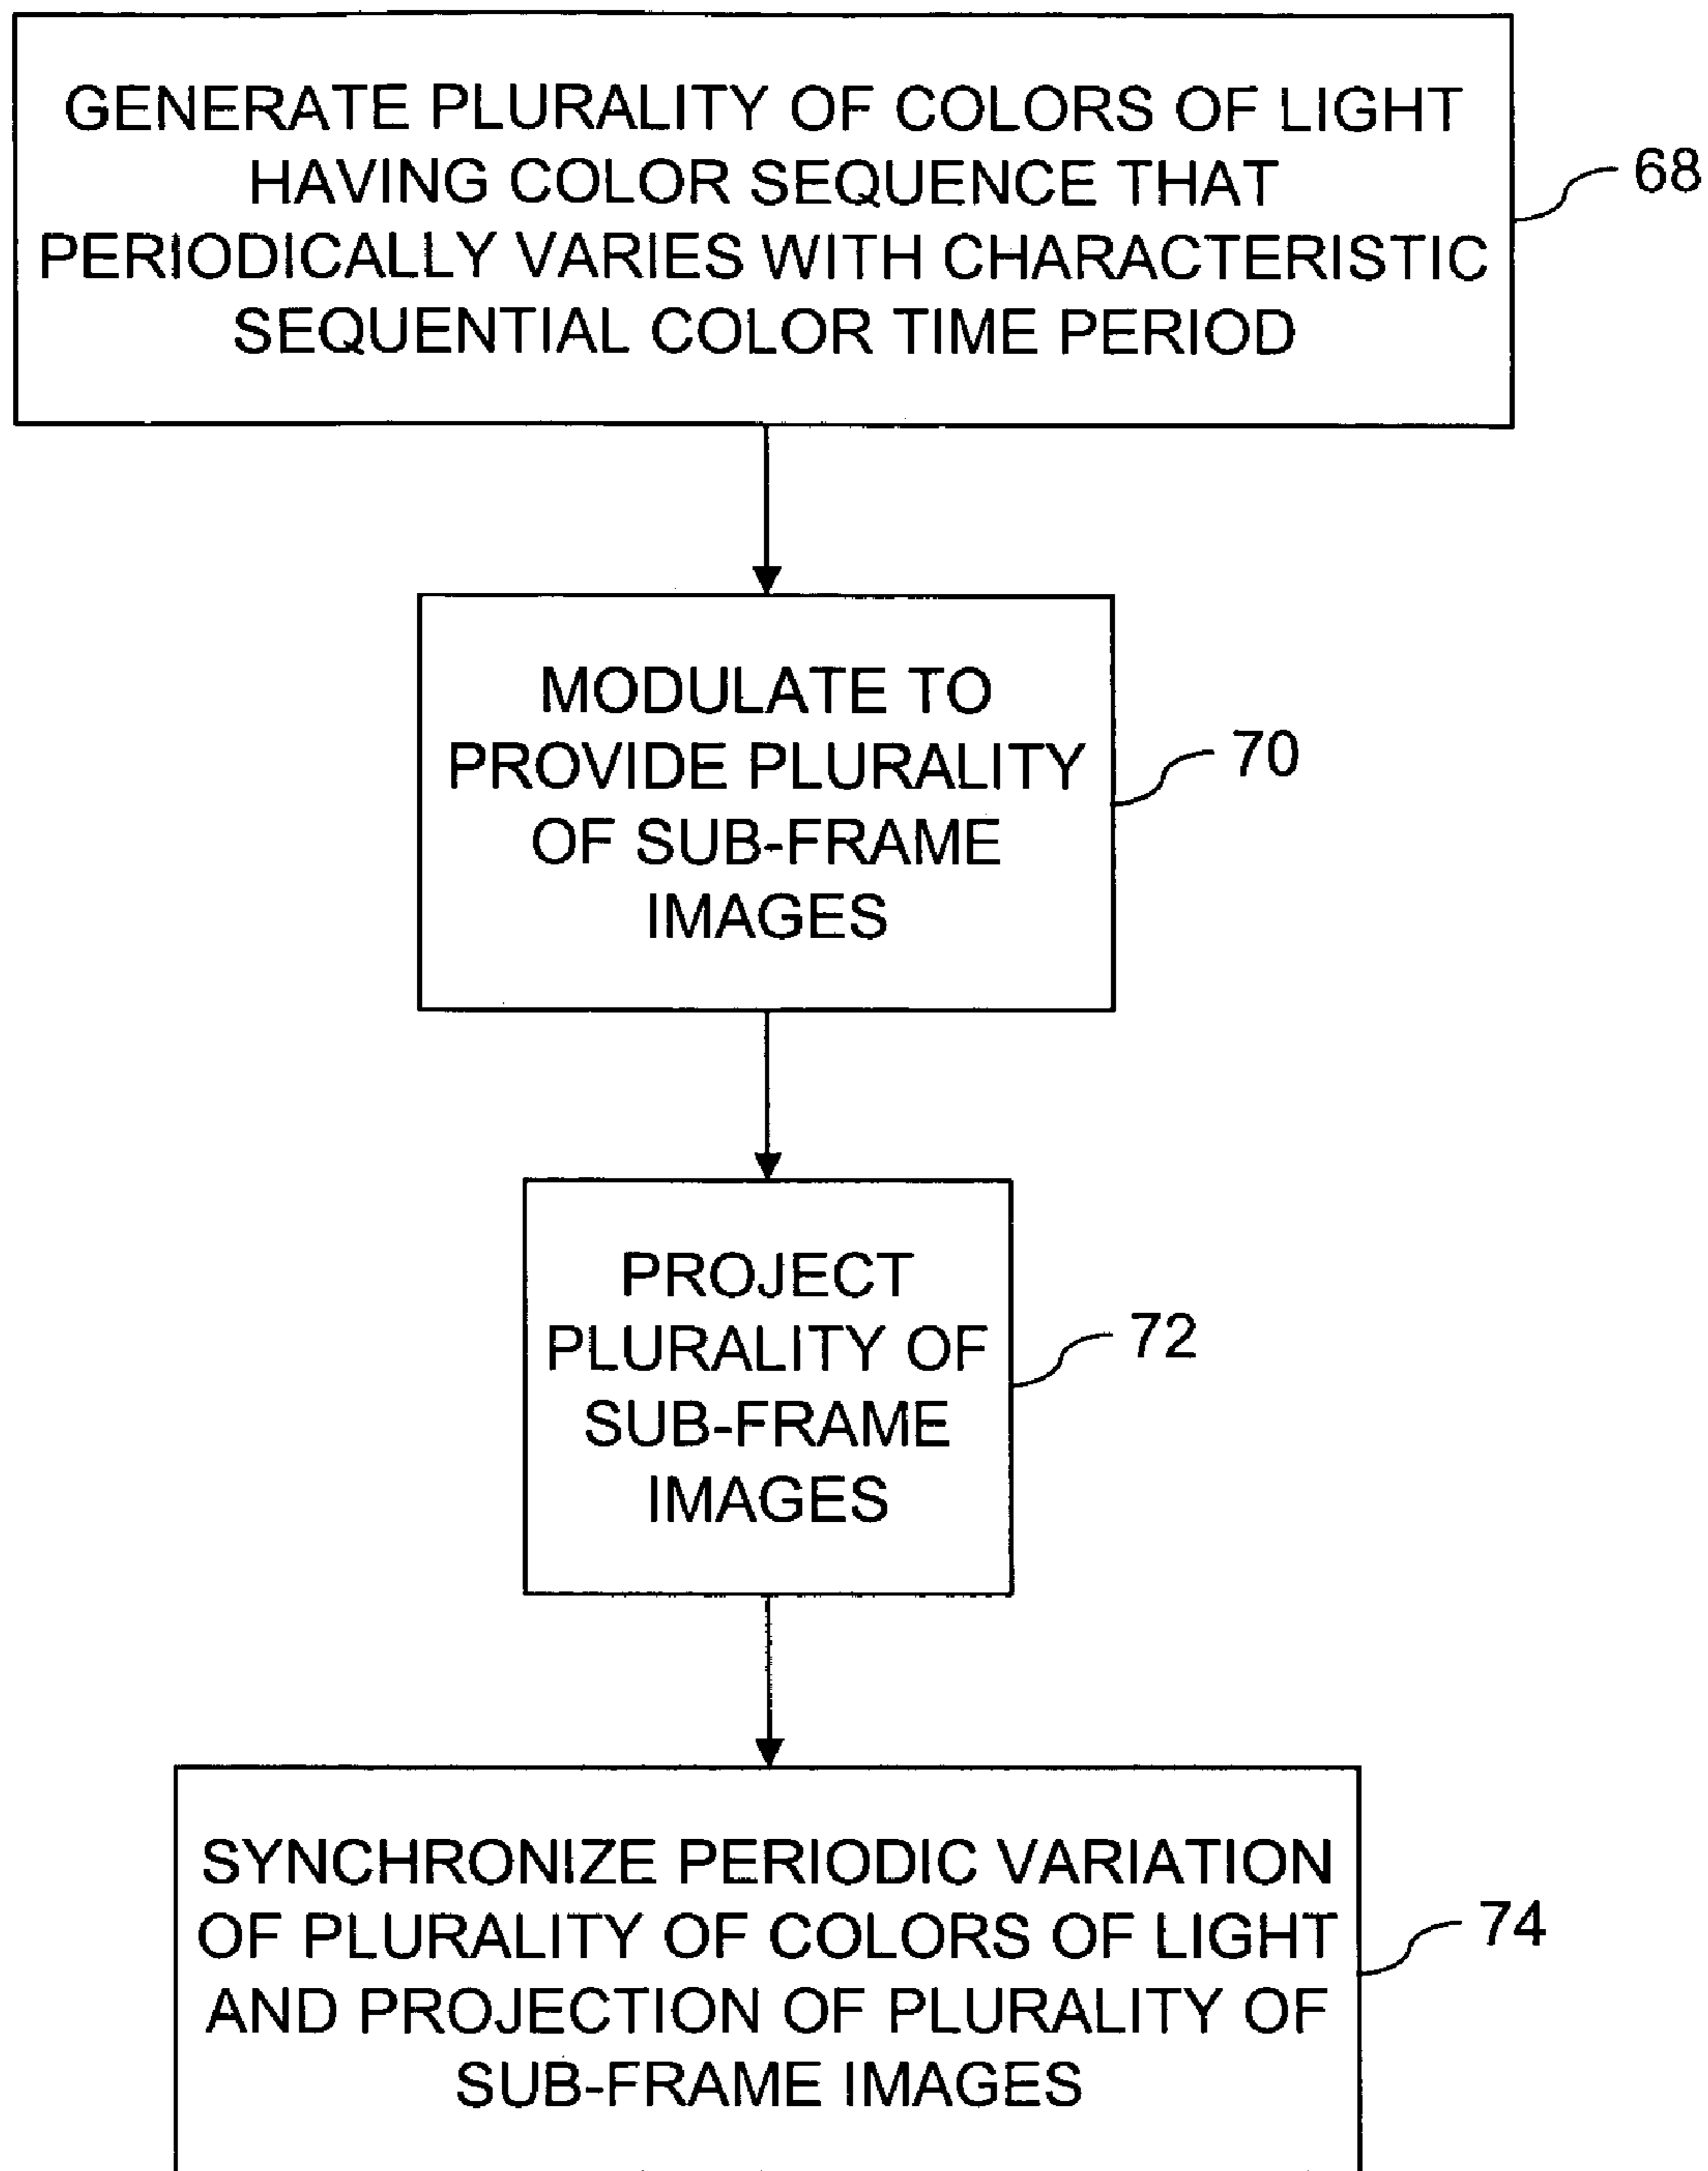 GENERATE PLURALITY OF COLORS OF LIGHT
HAVING COLOR SEQUENCE THAT
PERIODICALLY VARIES WITH CHARACTERISTIC
SEQUENTIAL COLOR TIME PERIOD
68
MODULATE TO
PROVIDE PLURALITY
OF SUB-FRAME
IMAGES
70
PROJECT
PLURALITY OF
SUB-FRAME
IMAGES
72
SYNCHRONIZE PERIODIC VARIATION
OF PLURALITY OF COLORS OF LIGHT
AND PROJECTION OF PLURALITY OF
SUB-FRAME IMAGES
74